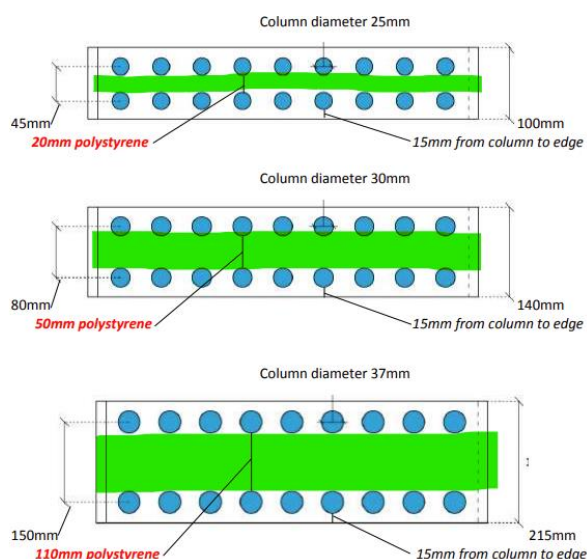 Column diameter 25mm
45mm
20mm polystyrene
15mm from column to edge
100mm
Column diameter 30mm
80mm
50mm polystyrene
15mm from column to edge
140mm
Column diameter 37mm
150mm
110mm polystyrene
15mm from column to edge
215mm